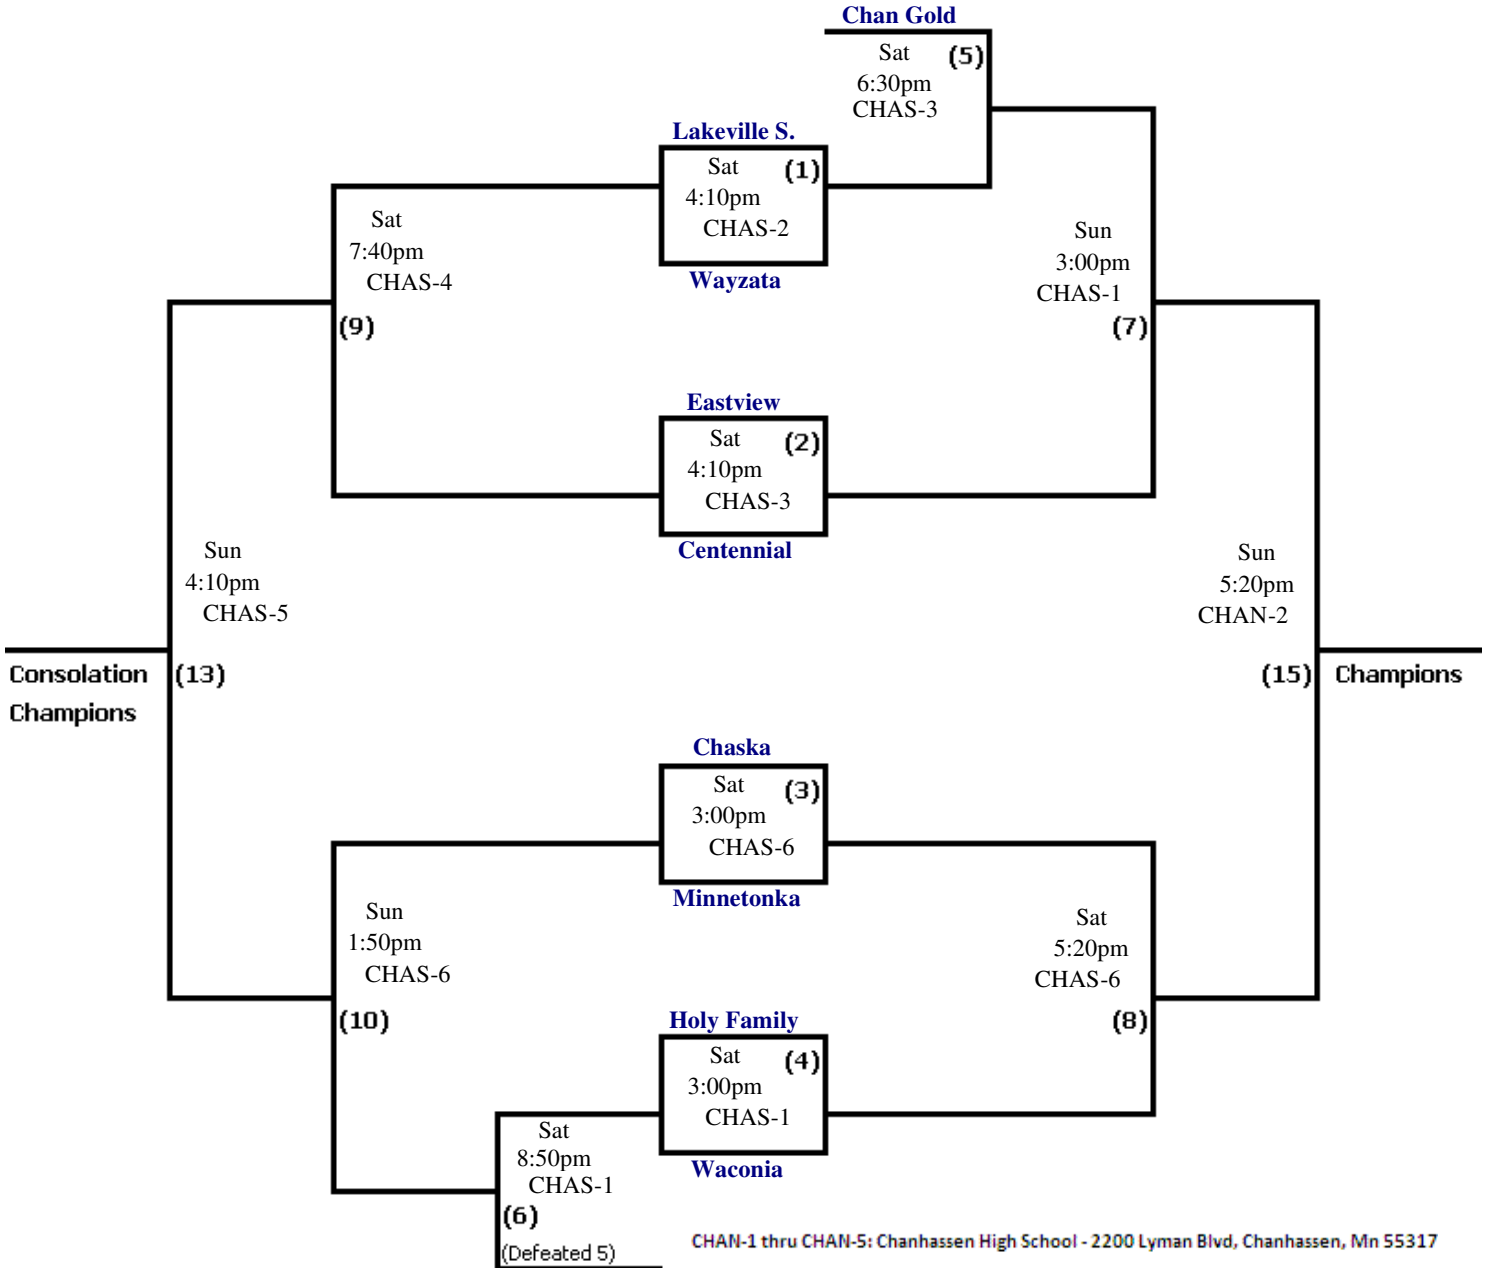 Chan Gold
Sat (5)
6:30pm
CHAS-3
Lakeville S.
Sat (1)
4:10pm
CHAS-2
Wayzata
Sat
7:40pm
CHAS-4
(9)
Sun
3:00pm
CHAS-1
(7)
Eastview
Sat (2)
4:10pm
CHAS-3
Centennial
Sun
4:10pm
CHAS-5
(13)
Consolation
Champions
Sun
5:20pm
CHAN-2
(15) Champions
Chaska
Sat (3)
3:00pm
CHAS-6
Minnetonka
Sun
1:50pm
CHAS-6
(10)
Sat
5:20pm
CHAS-6
(8)
Holy Family
Sat (4)
3:00pm
CHAS-1
Waconia
Sat
8:50pm
CHAS-1
(6)
(Defeated 5)
CHAN-1 thru CHAN-5: Chanhassen High School - 2200 Lyman Blvd, Chanhassen, Mn 55317